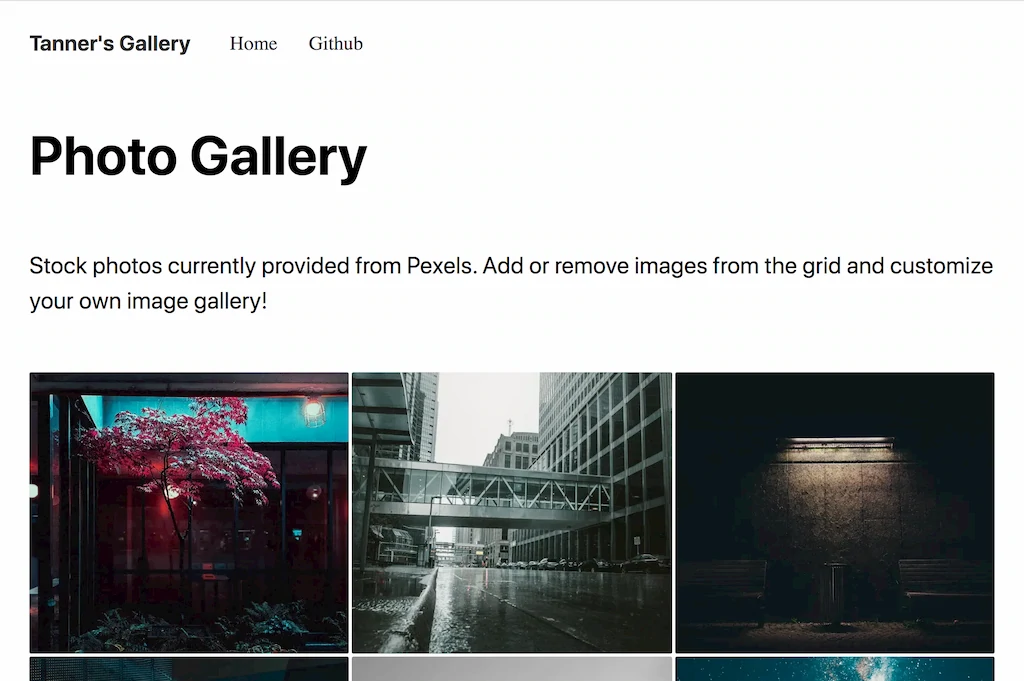 Tanner's Gallery Home Github
Photo Gallery
Stock photos currently provided from Pexels. Add or remove images from the grid and customize
your own image gallery!